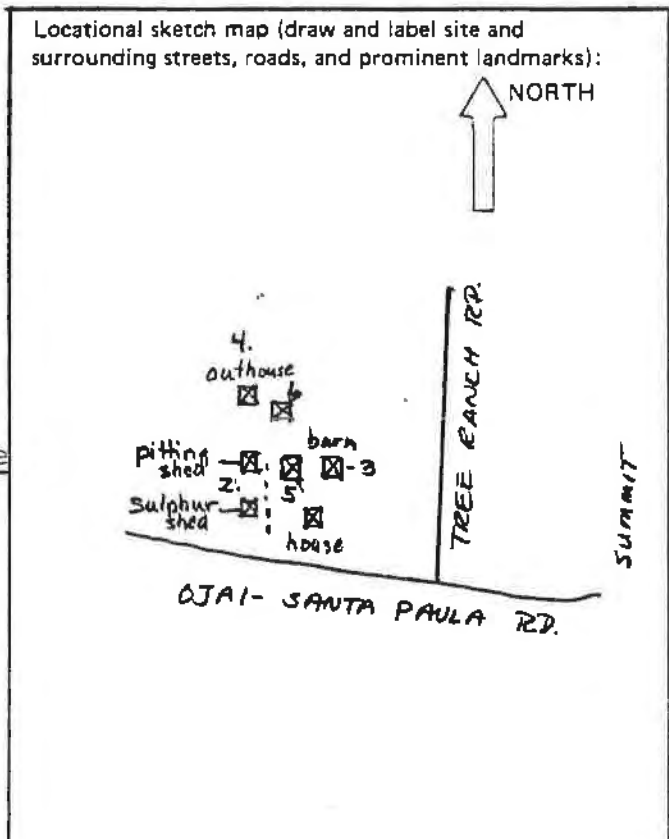 Locational sketch map (draw and label site and
surrounding streets, roads, and prominent landmarks):
NORTH
4.
outhouse
6
barn
pitting
shed
2.
5
-3
Sulphur
shed
house
TREE RANCH RD.
SUMMIT
OJAI- SANTA PAULA RD.